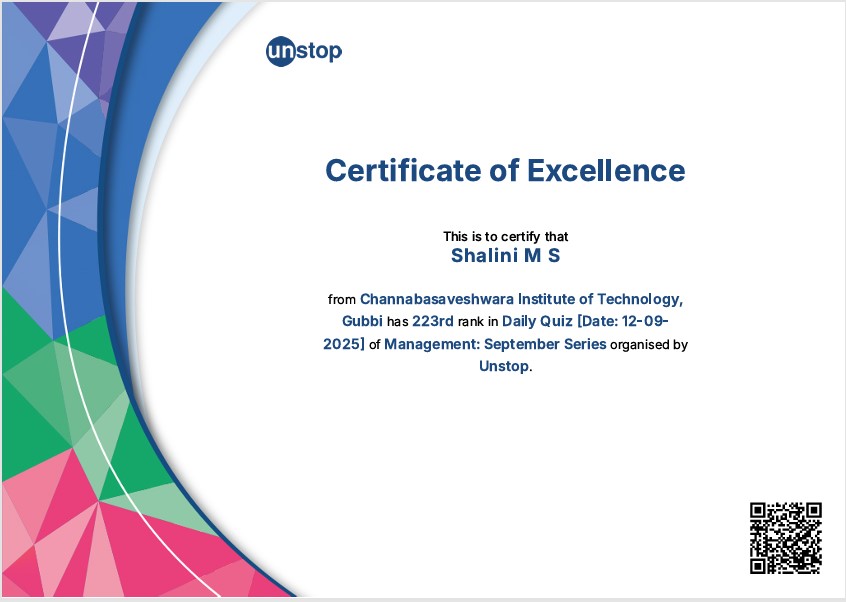 unstop
Certificate of Excellence
This is to certify that
Shalini M S
from Channabasaveshwara Institute of Technology,
Gubbi has 223rd rank in Daily Quiz [Date: 12-09-
2025] of Management: September Series organised by
Unstop.